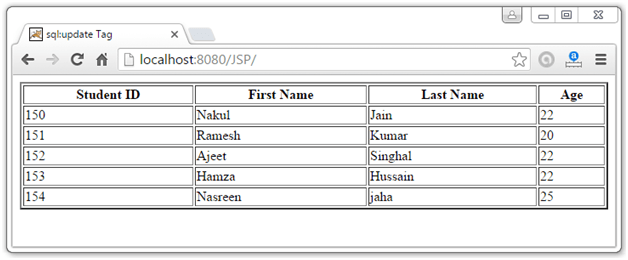 sql:update Tag
localhost:8080/JSP/
Student ID First Name Last Name Age
150 Nakul Jain 22
151 Ramesh Kumar 20
152 Ajeet Singhal 22
153 Hamza Hussain 22
154 Nasreen jaha 25